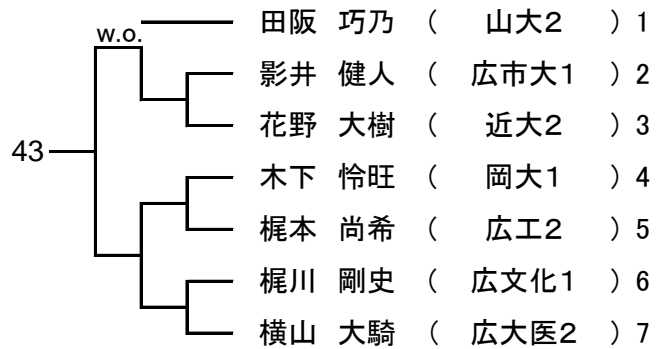 田阪 巧乃 ( 山大2 ) 1
w.o.
影井 健人 ( 広市大1 ) 2
花野 大樹 ( 近大2 ) 3
43
木下 怜旺 ( 岡大1 ) 4
梶本 尚希 ( 広工2 ) 5
梶川 剛史 ( 広文化1 ) 6
横山 大騎 ( 広大医2 ) 7